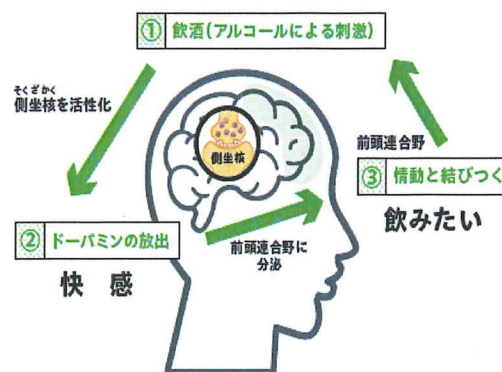 ① 飲酒(アルコールによる刺激)
そくざかく
側坐核を活性化
側坐核
前頭連合野
③ 情動と結びつく
飲みたい
② ドーパミンの放出
快感
前頭連合野に
分泌